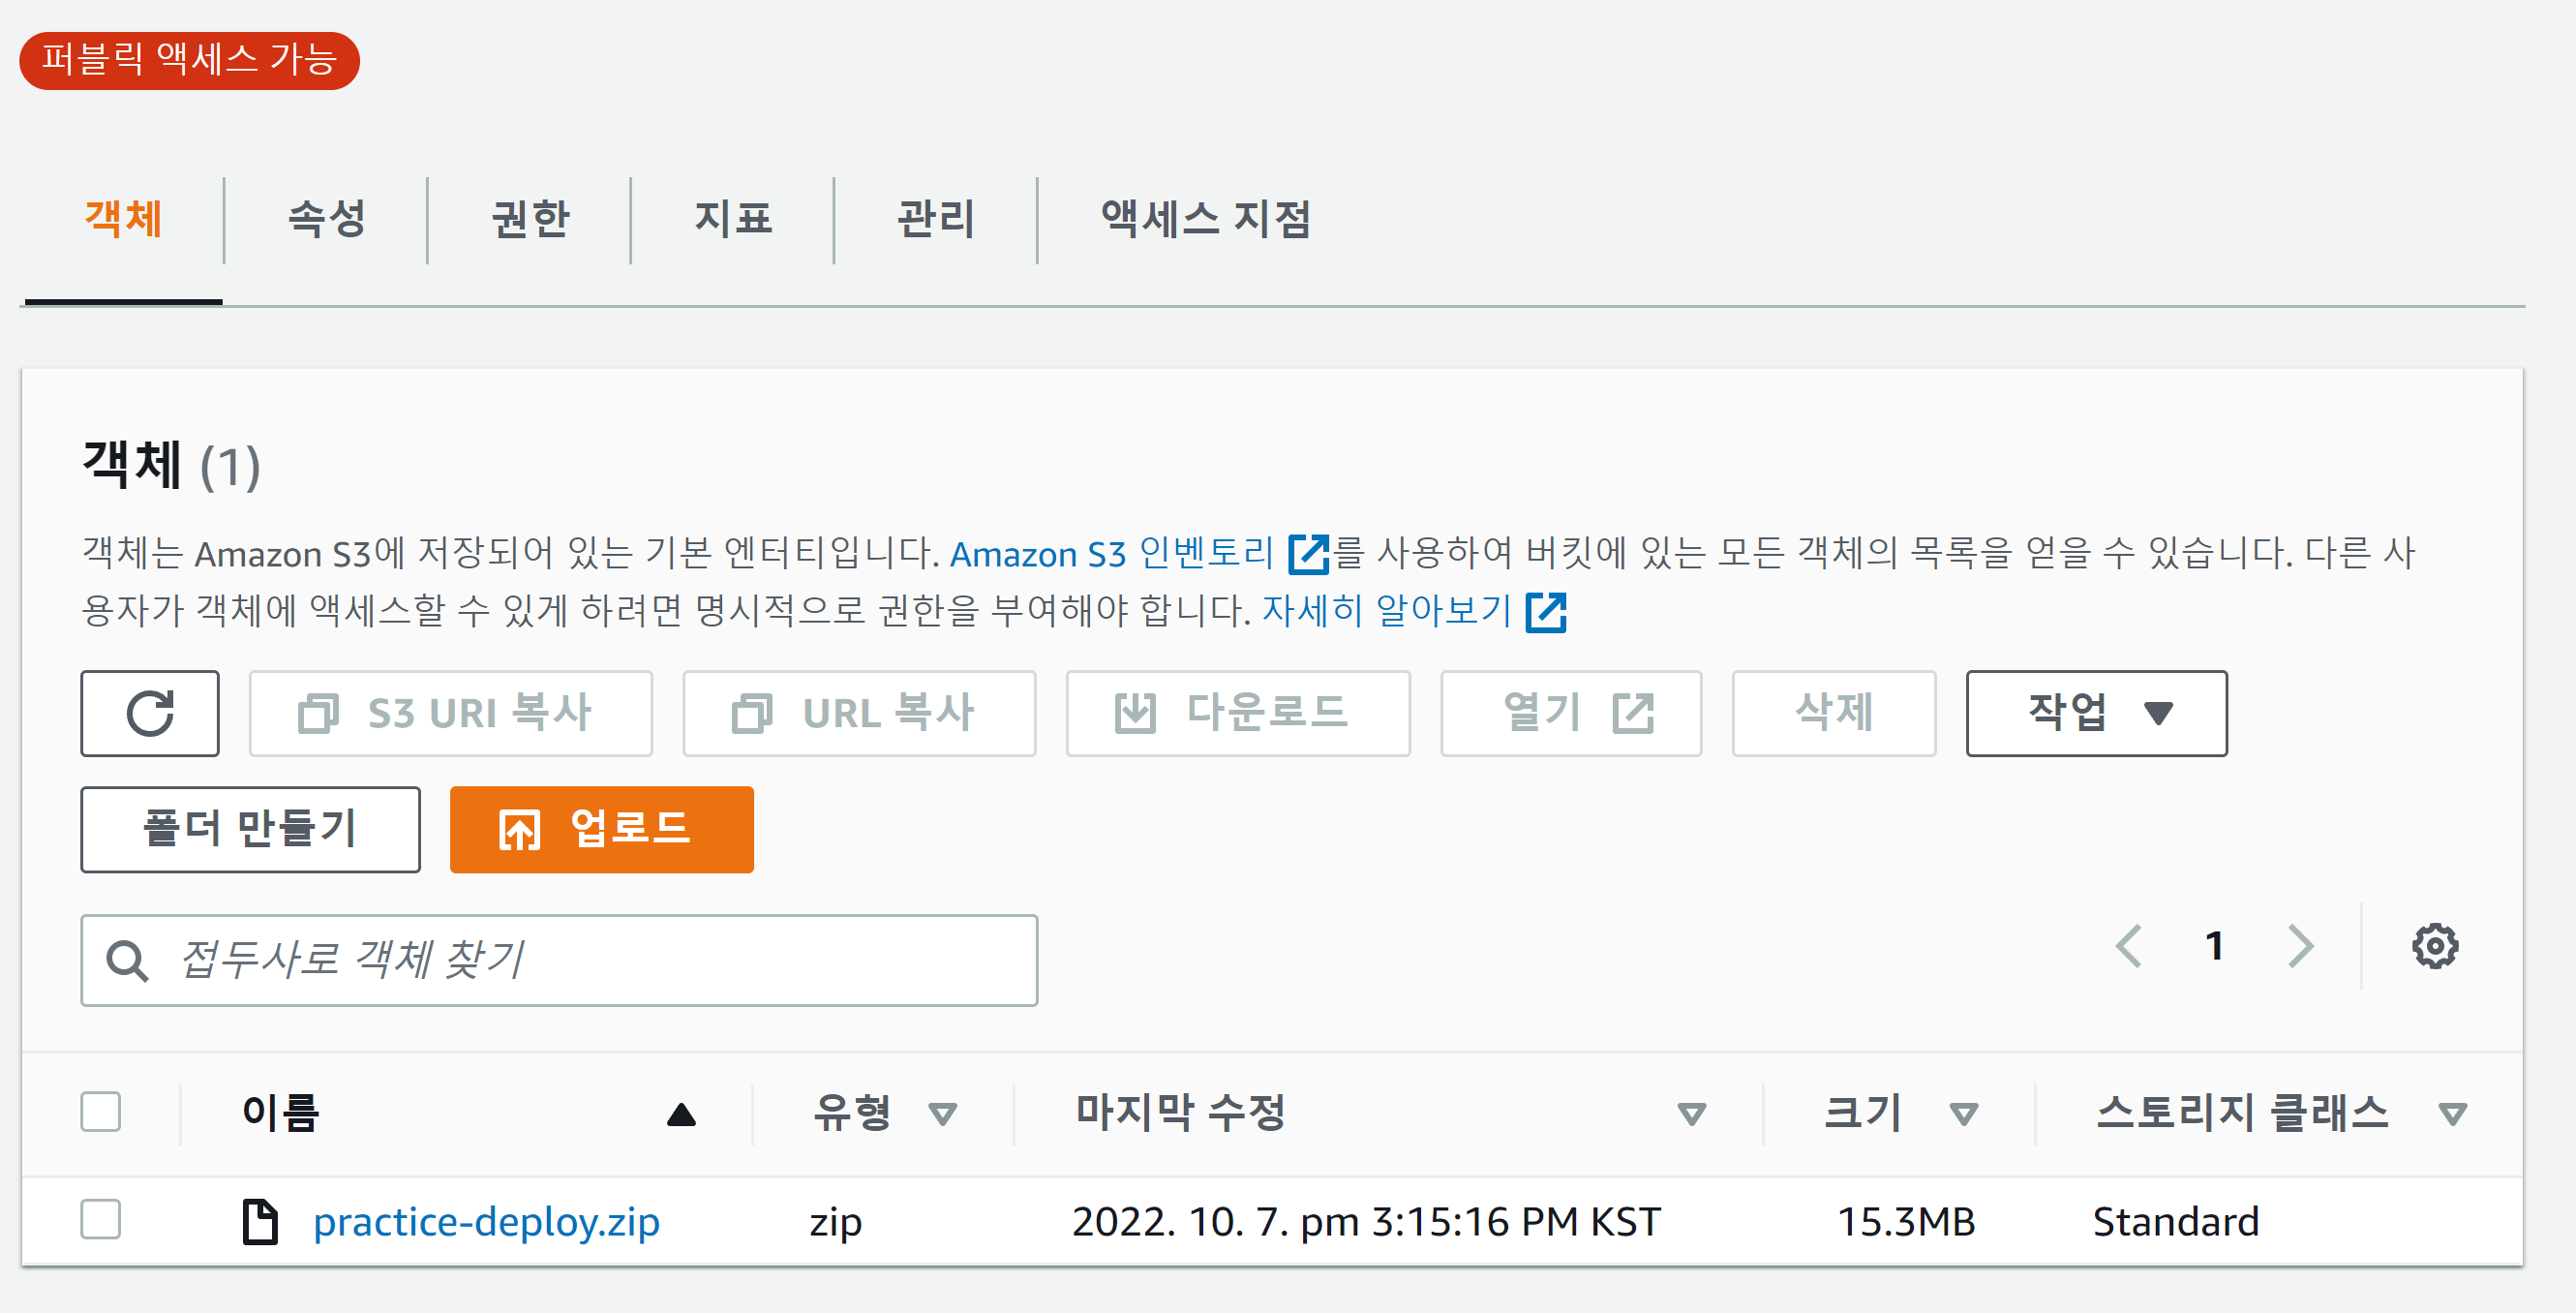 퍼블릭 액세스 가능
객체 속성 권한 지표 관리 액세스 지점
객체 (1)
객체는 Amazon S3에 저장되어 있는 기본 엔터티입니다. Amazon S3 인벤토리 를 사용하여 버킷에 있는 모든 객체의 목록을 얻을 수 있습니다. 다른 사
용자가 객체에 액세스할 수 있게 하려면 명시적으로 권한을 부여해야 합니다. 자세히 알아보기
S3 URI 복사 URL 복사 다운로드 열기 삭제 작업
폴더 만들기 업로드
접두사로 객체 찾기 1
이름 유형 마지막 수정 크기 스토리지 클래스
practice-deploy.zip zip 2022. 10. 7. pm 3:15:16 PM KST 15.3MB Standard